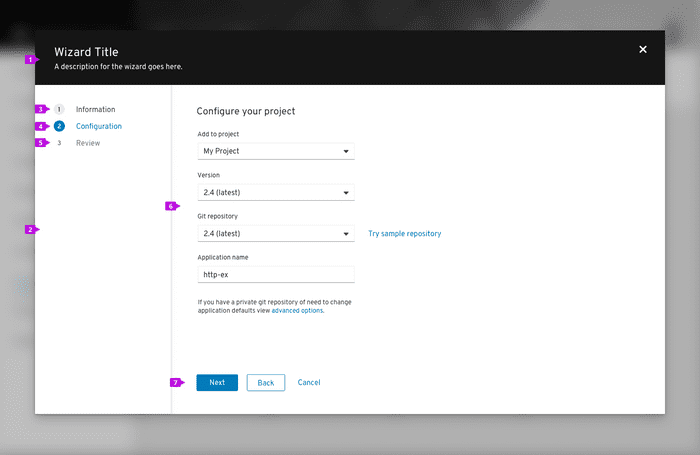 Wizard Title
1
A description for the wizard goes here.
3 1 Information
4 2 Configuration
5 3 Review
2
Configure your project
Add to project
My Project
Version
2.4 (latest)
6
Git repository
2.4 (latest) Try sample repository
Application name
http-ex
If you have a private git repository of need to change
application defaults view advanced options.
7 Next Back Cancel